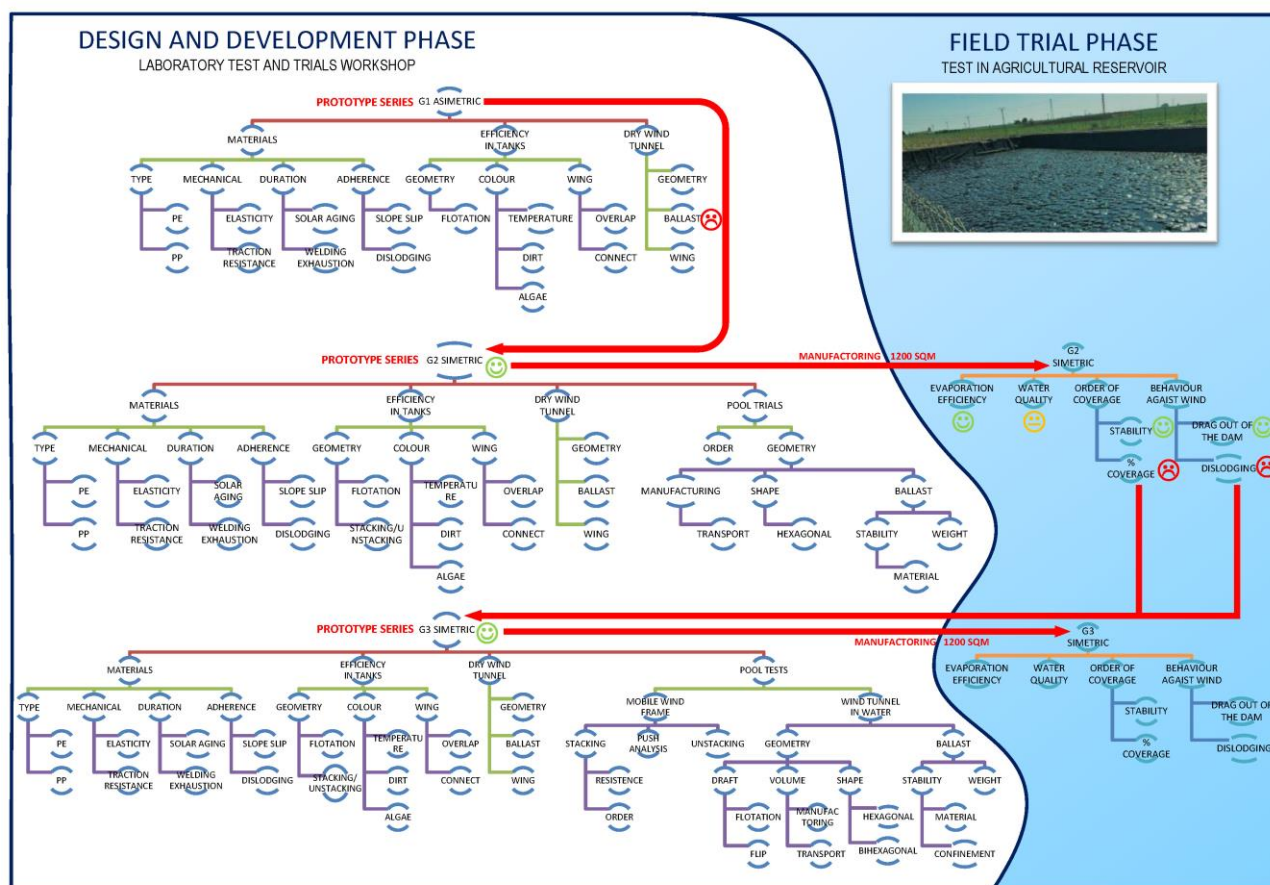 DESIGN AND DEVELOPMENT PHASE
LABORATORY TEST AND TRIALS WORKSHOP
FIELD TRIAL PHASE
TEST IN AGRICULTURAL RESERVOIR
PROTOTYPE SERIES G1 ASIMETRIC
MATERIALS
EFFICIENCY
IN TANKS
DRY WIND
TUNNEL
TYPE
MECHANICAL
DURATION
ADHERENCE
GEOMETRY
COLOUR
WING
GEOMETRY
PE
ELASTICITY
SOLAR AGING
SLOPE SLIP
FLOTATION
TEMPERATURE
OVERLAP
BALLAST
PP
TRACTION
RESISTANCE
WELDING
EXHAUSTION
DISLODGING
DIRT
CONNECT
WING
ALGAE
PROTOTYPE SERIES G2 SIMETRIC
MANUFACTORING 1200 SQM
G2
SIMETRIC
MATERIALS
EFFICIENCY
IN TANKS
DRY WIND
TUNNEL
POOL TRIALS
TYPE
MECHANICAL
DURATION
ADHERENCE
GEOMETRY
COLOUR
WING
GEOMETRY
ORDER
GEOMETRY
PE
ELASTICITY
SOLAR
AGING
SLOPE SLIP
FLOTATION
TEMPERATU
RE
OVERLAP
BALLAST
MANUFACTURING
SHAPE
BALLAST
PP
TRACTION
RESISTANCE
WELDING
EXHAUSTION
DISLODGING
STACKING/U
NSTACKING
DIRT
CONNECT
WING
TRANSPORT
HEXAGONAL
STABILITY
WEIGHT
ALGAE
MATERIAL
EVAPORATION
EFFICIENCY
WATER
QUALITY
ORDER OF
COVERAGE
BEHAVIOUR
AGAIST WIND
STABILITY
DRAG OUT OF
THE DAM
%
COVERAGE
DISLODGING
PROTOTYPE SERIES G3 SIMETRIC
MANUFACTORING 1200 SQM
G3
SIMETRIC
MATERIALS
EFFICIENCY
IN TANKS
DRY WIND
TUNNEL
POOL TESTS
TYPE
MECHANICAL
DURATION
ADHERENCE
GEOMETRY
COLOUR
WING
GEOMETRY
MOBILE WIND
FRAME
WIND TUNNEL
IN WATER
PE
ELASTICITY
SOLAR AGING
SLOPE SLIP
FLOTATION
TEMPERATU
RE
OVERLAP
BALLAST
STACKING
PUSH
ANALYSIS
UNSTACKING
GEOMETRY
BALLAST
PP
TRACTION
RESISTANCE
WELDING
EXHAUSTION
DISLODGING
STACKING/
UNSTACKING
DIRT
CONNECT
WING
RESISTENCE
DRAFT
VOLUME
SHAPE
STABILITY
WEIGHT
ALGAE
ORDER
FLOTATION
MANUFAC
TORING
HEXAGONAL
MATERIAL
FLIP
TRANSPORT
BIHEXAGONAL
CONFINEMENT
EVAPORATION
EFFICIENCY
WATER
QUALITY
ORDER OF
COVERAGE
BEHAVIOUR
AGAIST WIND
STABILITY
DRAG OUT OF
THE DAM
%
COVERAGE
DISLODGING